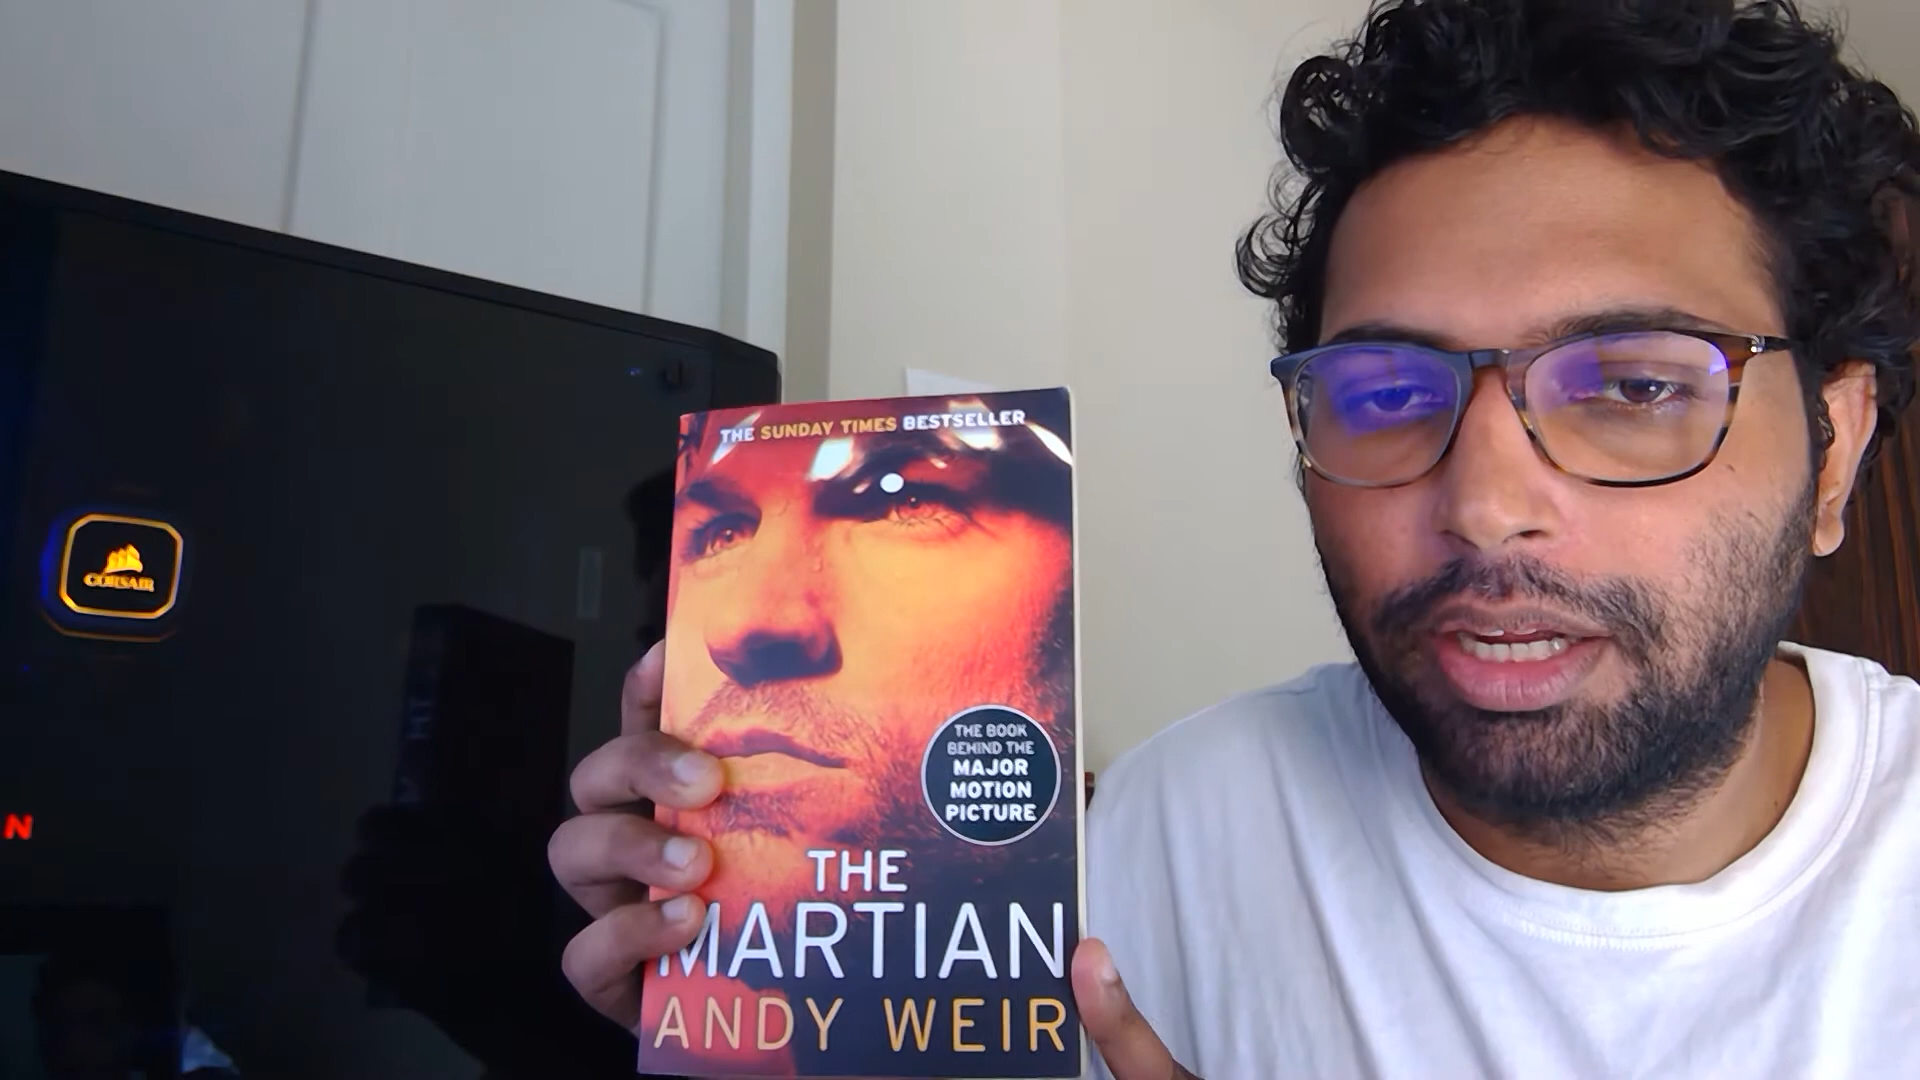 THE SUNDAY TIMES BESTSELLER
THE BOOK
BEHIND THE
MAJOR
MOTION
PICTURE
THE
MARTIAN
ANDY WEIR
CORSAIR
N